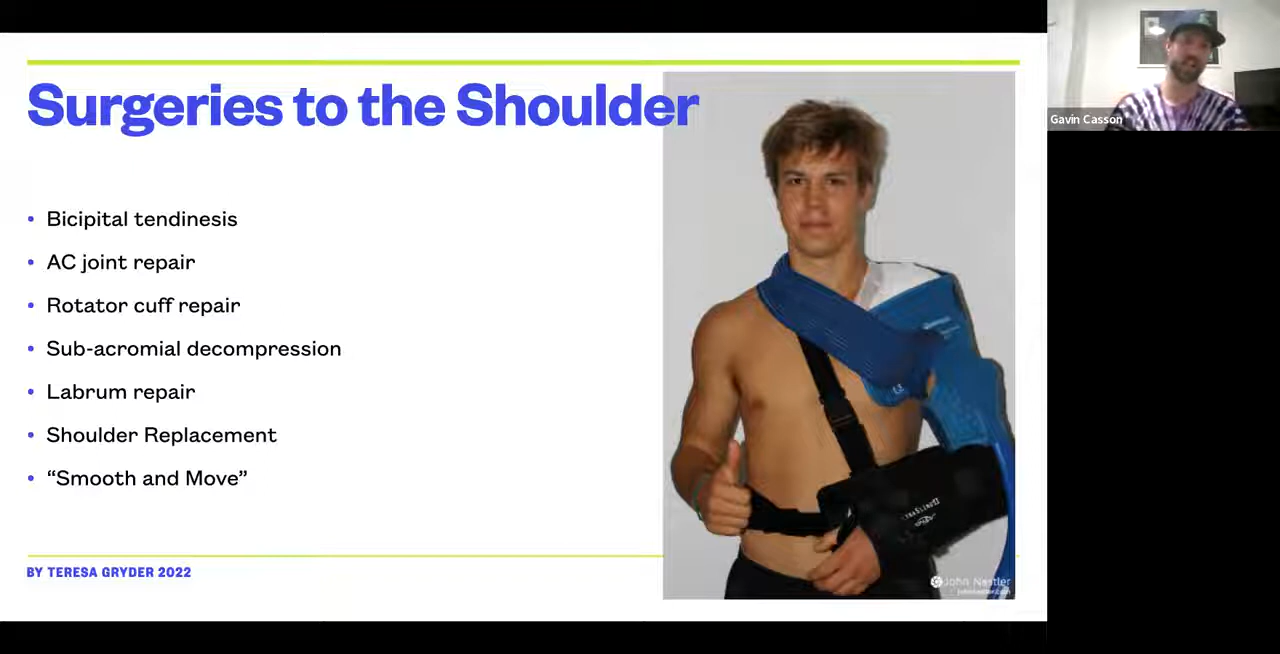 Surgeries to the Shoulder
Gavin Casson
• Bicipital tendinesis
• AC joint repair
• Rotator cuff repair
• Sub-acromial decompression
• Labrum repair
• Shoulder Replacement
• “Smooth and Move”
BY TERESA GRYDER 2022
John Nestler